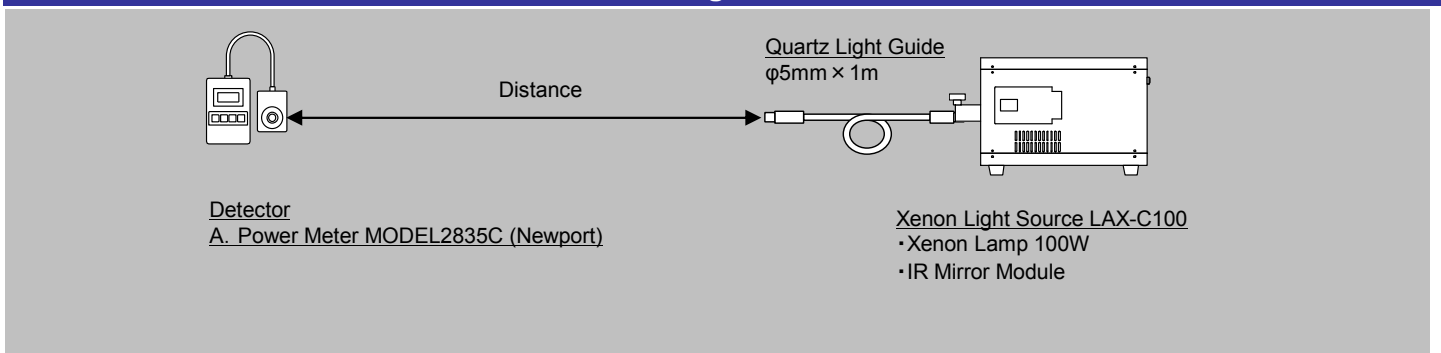 Distance
Quartz Light Guide
φ5mm×1m
Detector
A. Power Meter MODEL2835C (Newport)
Xenon Light Source LAX-C100
・Xenon Lamp 100W
・IR Mirror Module